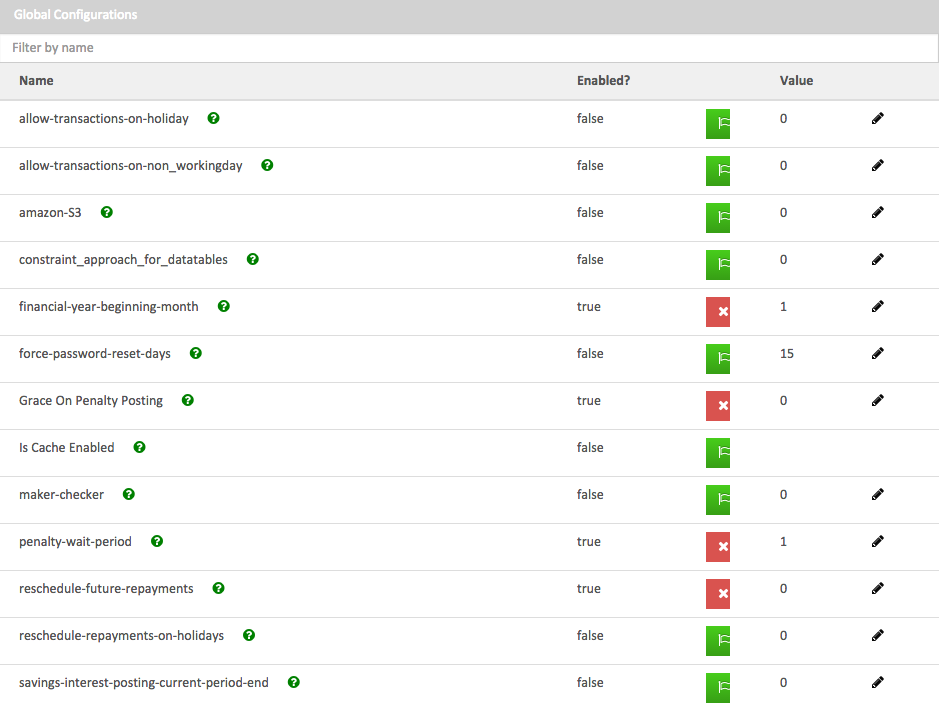 Global Configurations
Filter by name
Name Enabled? Value
allow-transactions-on-holiday false 0
allow-transactions-on-non_workingday false 0
amazon-S3 false 0
constraint_approach_for_datatables false 0
financial-year-beginning-month true 1
force-password-reset-days false 15
Grace On Penalty Posting true 0
Is Cache Enabled false
maker-checker false 0
penalty-wait-period true 1
reschedule-future-repayments true 0
reschedule-repayments-on-holidays false 0
savings-interest-posting-current-period-end false 0